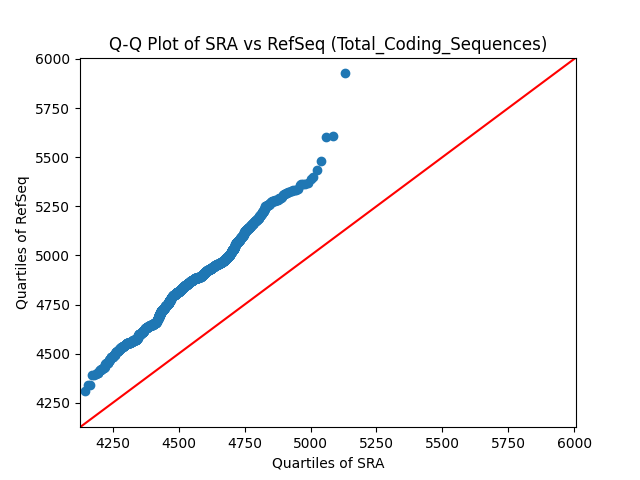 Q-Q Plot of SRA vs RefSeq (Total_Coding_Sequences)
6000
5750
5500
5250
5000
4750
4500
4250
Quartiles of RefSeq
4250 4500 4750 5000 5250 5500 5750 6000
Quartiles of SRA